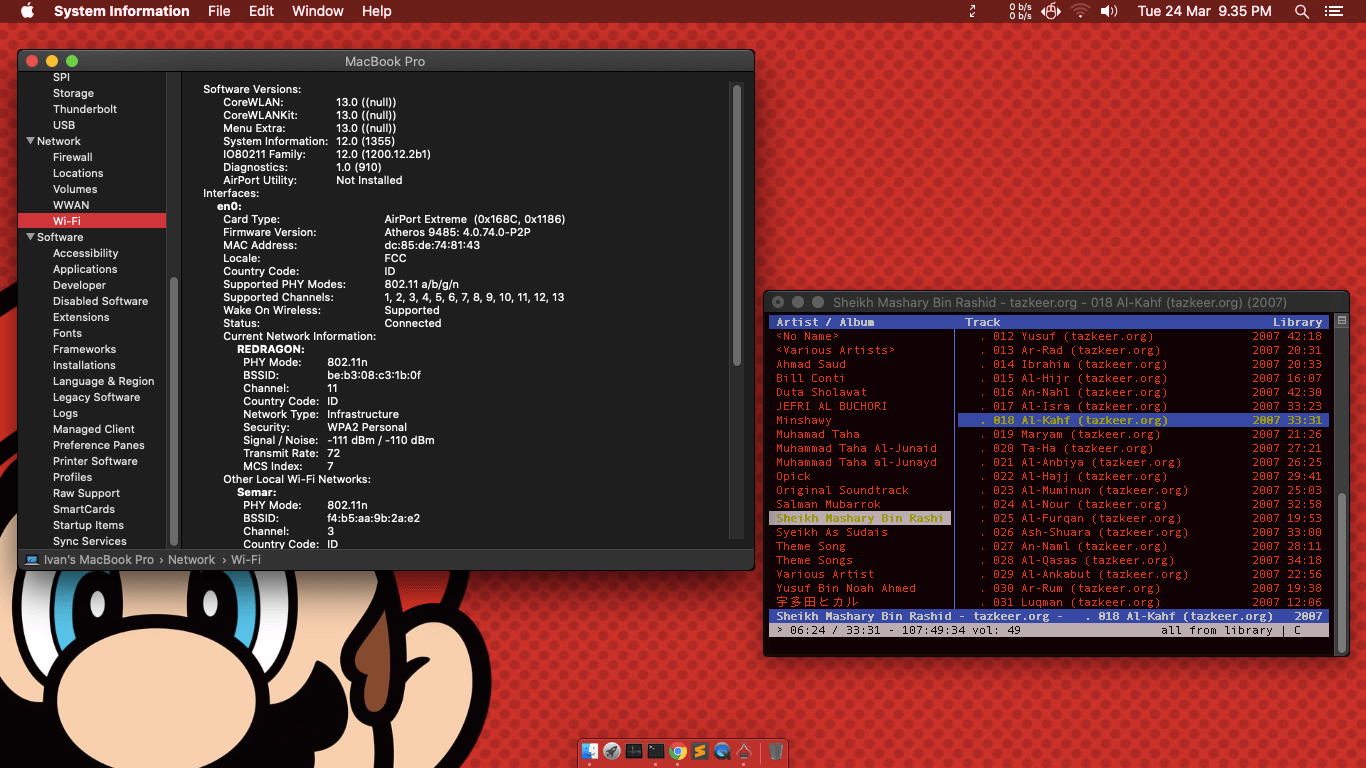 System Information File Edit Window Help
0 b/s
0 b/s
Tue 24 Mar 9.35 PM
MacBook Pro
SPI
Storage
Thunderbolt
USB
Network
Firewall
Locations
Volumes
WWAN
Wi-Fi
Software
Accessibility
Applications
Developer
Disabled Software
Extensions
Fonts
Frameworks
Installations
Language & Region
Legacy Software
Logs
Managed Client
Preference Panes
Printer Software
Profiles
Raw Support
SmartCards
Startup Items
Sync Services
Software Versions:
CoreWLAN: 13.0 ((null))
CoreWLANKit: 13.0 ((null))
Menu Extra: 13.0 ((null))
System Information: 12.0 (1355)
IO80211 Family: 12.0 (1200.12.2b1)
Diagnostics: 1.0 (910)
AirPort Utility: Not Installed
Interfaces:
en0:
Card Type: AirPort Extreme (0x168C, 0x1186)
Firmware Version: Atheros 9485: 4.0.74.0-P2P
MAC Address: dc:85:de:74:81:43
Locale: FCC
Country Code: ID
Supported PHY Modes: 802.11 a/b/g/n
Supported Channels: 1, 2, 3, 4, 5, 6, 7, 8, 9, 10, 11, 12, 13
Wake On Wireless: Supported
Status: Connected
Current Network Information:
REDRAGON:
PHY Mode: 802.11n
BSSID: be:b3:08:c3:1b:0f
Channel: 11
Country Code: ID
Network Type: Infrastructure
Security: WPA2 Personal
Signal / Noise: -111 dBm / -110 dBm
Transmit Rate: 72
MCS Index: 7
Other Local Wi-Fi Networks:
Semar:
PHY Mode: 802.11n
BSSID: f4:b5:aa:9b:2a:e2
Channel: 3
Country Code: ID
Ivan's MacBook Pro › Network › Wi-Fi
Sheikh Mashary Bin Rashid - tazkeer.org - 018 Al-Kahf (tazkeer.org) (2007)
Artist / Album Track Library
<No Name> . 012 Yusuf (tazkeer.org) 2007 42:18
<Various Artists> . 013 Ar-Rad (tazkeer.org) 2007 20:31
Ahmad Saud . 014 Ibrahim (tazkeer.org) 2007 20:33
Bill Conti . 015 Al-Hijr (tazkeer.org) 2007 16:07
Duta Sholawat . 016 An-Nahl (tazkeer.org) 2007 42:30
JEFRI AL BUCHORI . 017 Al-Isra (tazkeer.org) 2007 33:23
Minshawy . 018 Al-Kahf (tazkeer.org) 2007 33:31
Muhamad Taha . 019 Maryam (tazkeer.org) 2007 21:26
Muhammad Taha Al-Junaid . 020 Ta-Ha (tazkeer.org) 2007 27:21
Muhammad Taha al-Junayd . 021 Al-Anbiya (tazkeer.org) 2007 26:25
Opick . 022 Al-Hajj (tazkeer.org) 2007 29:41
Original Soundtrack . 023 Al-Muminun (tazkeer.org) 2007 25:03
Salman Mubarrok . 024 Al-Nour (tazkeer.org) 2007 32:58
Sheikh Mashary Bin Rashi . 025 Al-Furqan (tazkeer.org) 2007 19:53
Syeikh As Sudais . 026 Ash-Shuara (tazkeer.org) 2007 33:00
Theme Song . 027 An-Naml (tazkeer.org) 2007 28:11
Theme Songs . 028 Al-Qasas (tazkeer.org) 2007 34:18
Various Artist . 029 Al-Ankabut (tazkeer.org) 2007 22:56
Yusuf Bin Noah Ahmed . 030 Ar-Rum (tazkeer.org) 2007 19:38
宇多田ヒカル . 031 Luqman (tazkeer.org) 2007 12:06
Sheikh Mashary Bin Rashid - tazkeer.org - . 018 Al-Kahf (tazkeer.org) 2007
> 06:24 / 33:31 - 107:49:34 vol: 49 all from library | C